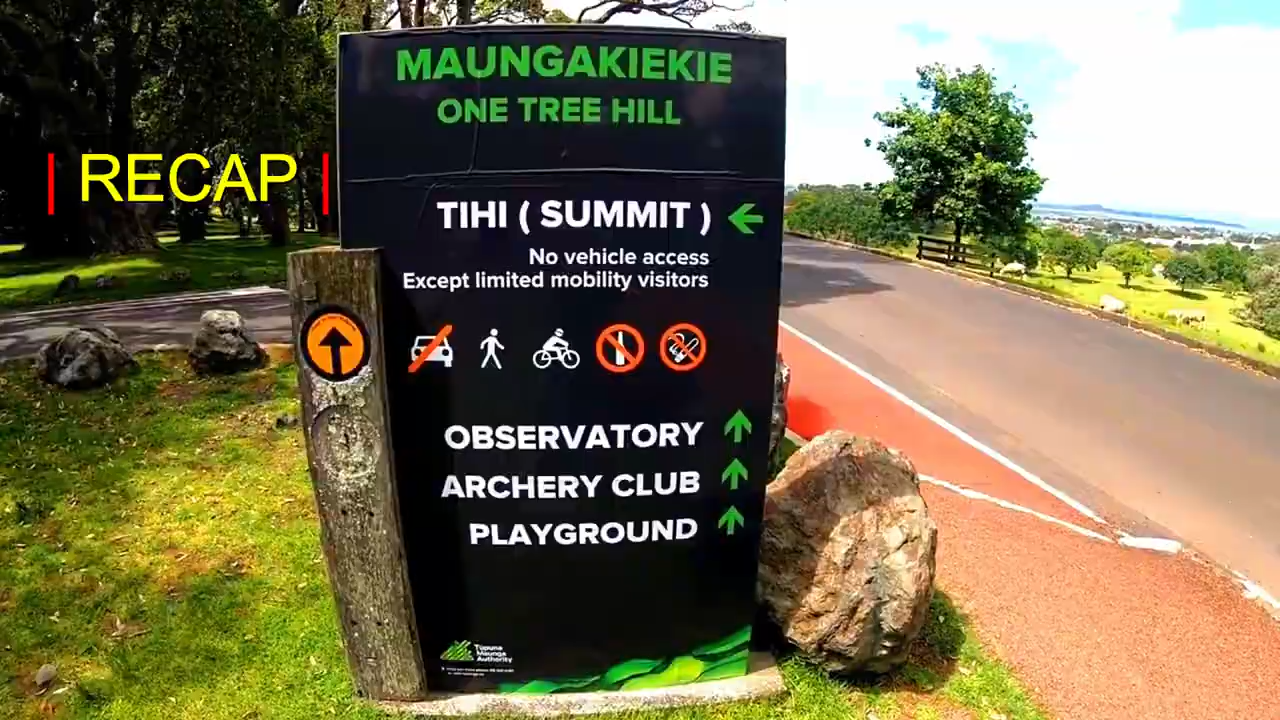 MAUNGAKIEKIE
ONE TREE HILL
| RECAP |
TIHI ( SUMMIT )
No vehicle access
Except limited mobility visitors
OBSERVATORY
ARCHERY CLUB
PLAYGROUND
Tūpuna
Maunga
Authority